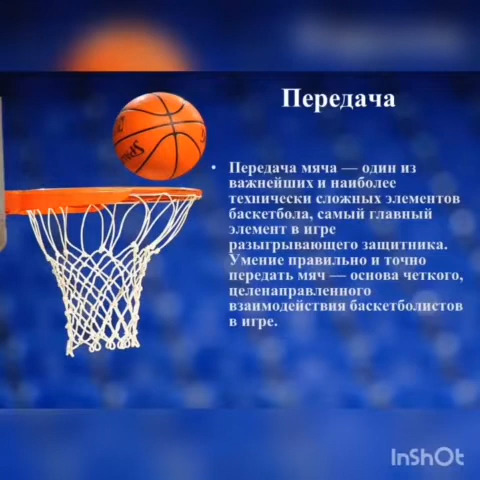 Передача
• Передача мяча — один из
важнейших и наиболее
технически сложных элементов
баскетбола, самый главный
элемент в игре
разыгрывающего защитника.
Умение правильно и точно
передать мяч — основа четкого,
целенаправленного
взаимодействия баскетболистов
в игре.
InShOt